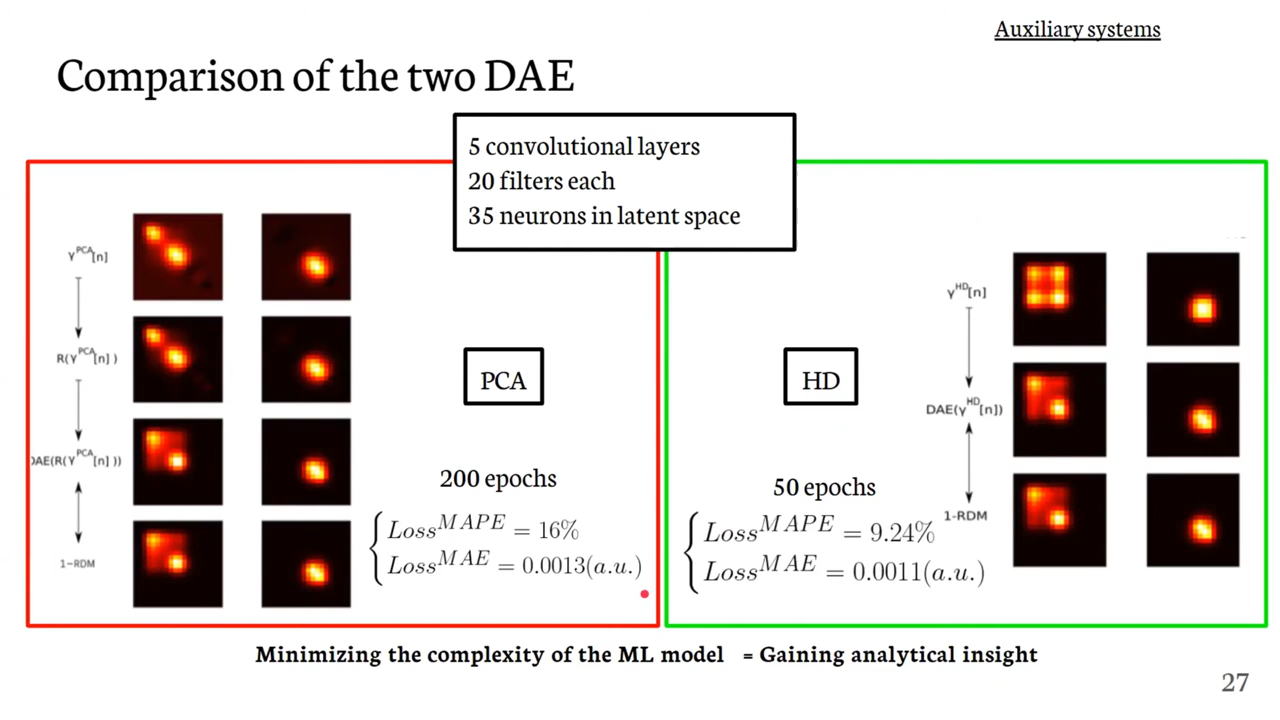 Auxiliary systems
Comparison of the two DAE
5 convolutional layers
20 filters each
35 neurons in latent space
γ^PCA[n]
R(γ^PCA[n] )
DAE(R(γ^PCA[n] ))
1-RDM
PCA
200 epochs
Loss^MAPE = 16%
Loss^MAE = 0.0013(a.u.)
HD
50 epochs
Loss^MAPE = 9.24%
Loss^MAE = 0.0011(a.u.)
γ^HD[n]
DAE(γ^HD[n])
1-RDM
Minimizing the complexity of the ML model = Gaining analytical insight
27